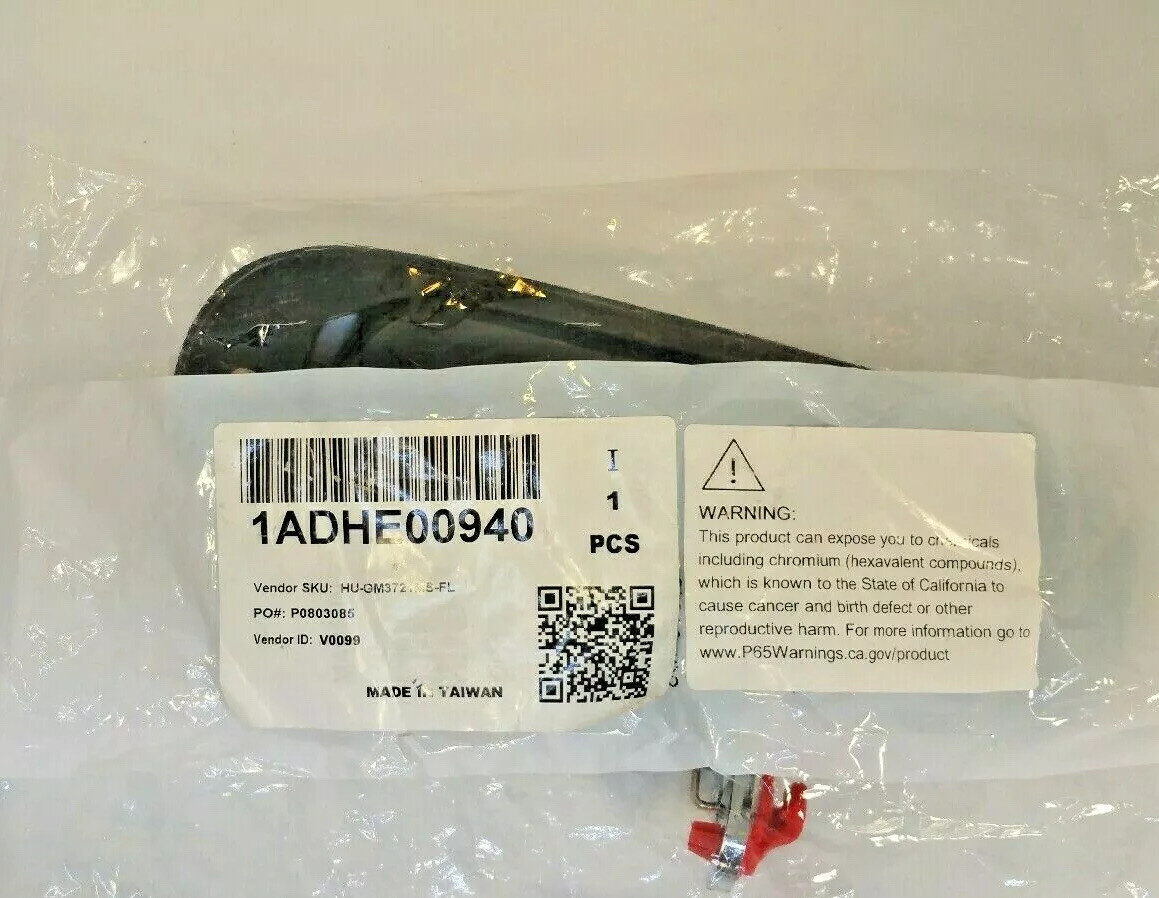 1ADHE00940
I
1
PCS
Vendor SKU:
PO#: P0803085
Vendor ID: V0099
MADE IN TAIWAN
WARNING:
This product can expose you to chemicals
including chromium (hexavalent compounds),
which is known to the State of California to
cause cancer and birth defect or other
reproductive harm. For more information go to
www.P65Warnings.ca.gov/product